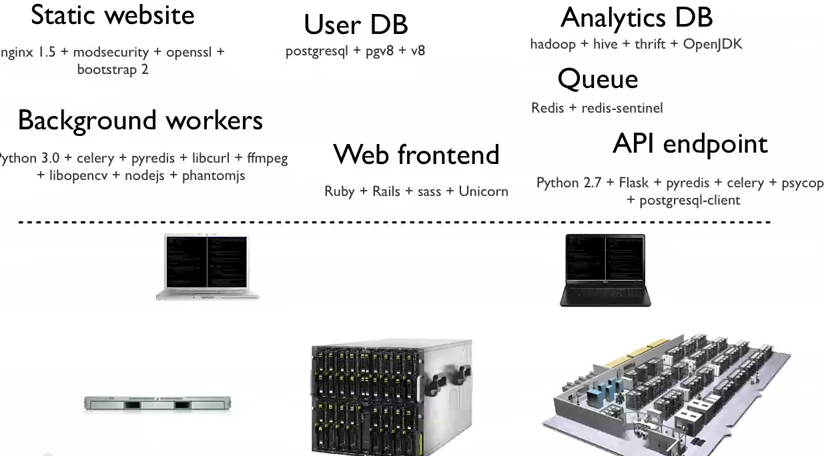 Static website
nginx 1.5 + modsecurity + openssl +
bootstrap 2
User DB
postgresql + pgv8 + v8
Analytics DB
hadoop + hive + thrift + OpenJDK
Queue
Redis + redis-sentinel
Background workers
Python 3.0 + celery + pyredis + libcurl + ffmpeg
+ libopencv + nodejs + phantomjs
Web frontend
Ruby + Rails + sass + Unicorn
API endpoint
Python 2.7 + Flask + pyredis + celery + psycop
+ postgresql-client